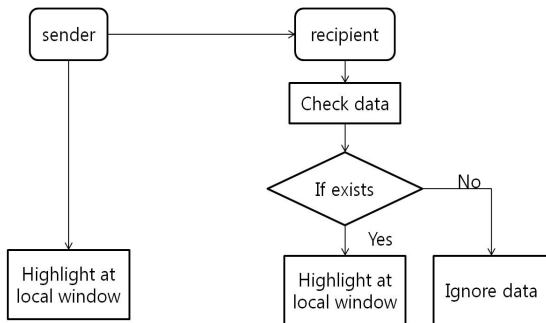 sender
recipient
Check data
If exists
No
Yes
Highlight at
local window
Highlight at
local window
Ignore data